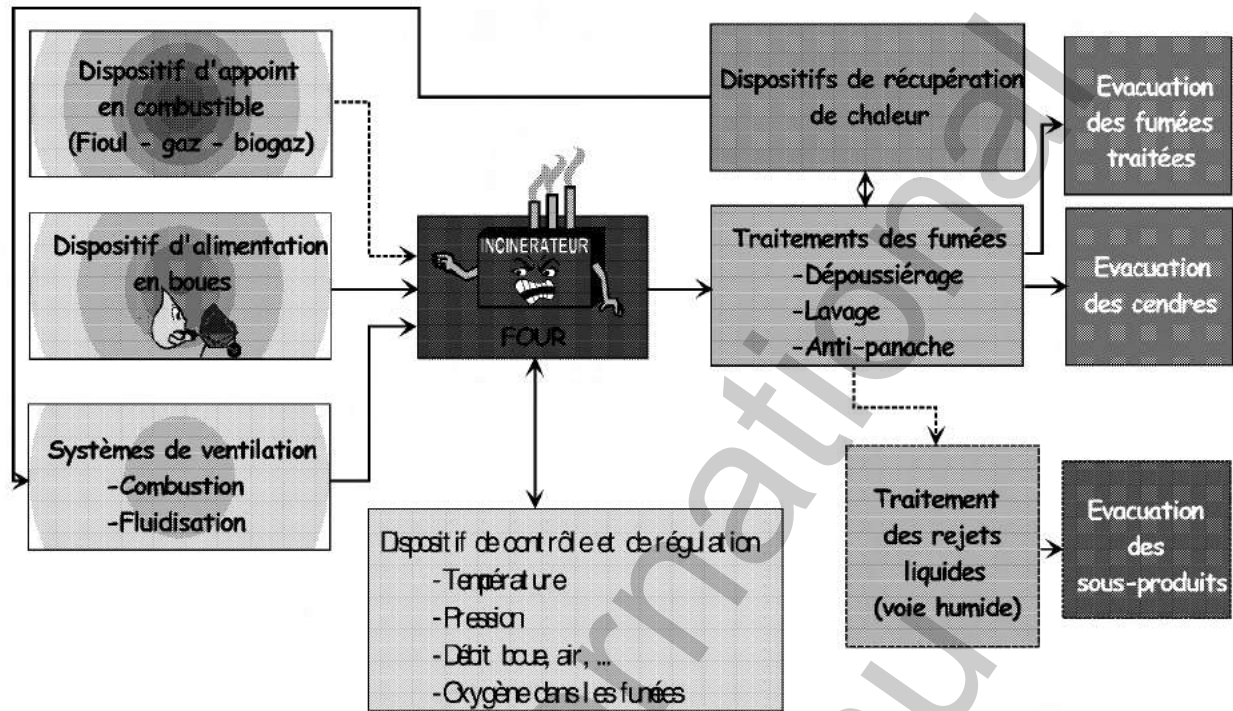 Dispositif d'appoint
en combustible
(Fioul - gaz - biogaz)
Dispositif d'alimentation
en boues
Systèmes de ventilation
-Combustion
-Fluidisation
INCINERATEUR
FOUR
Dispositif de contrôle et de régulation
-Température
-Pression
-Débit boue, air, ...
-Oxygène dans les fumées
Dispositifs de récupération
de chaleur
Traitements des fumées
-Dépoussiérage
-Lavage
-Anti-panache
Traitement
des rejets
liquides
(voie humide)
Evacuation
des fumées
traitées
Evacuation
des cendres
Evacuation
des
sous-produits